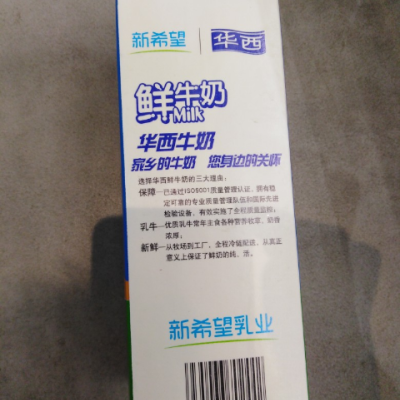 新希望 华西
鲜牛奶
Milk
华西牛奶
家乡的牛奶 您身边的关怀
选择华西鲜牛奶的三大理由:
保障—已通过ISO9001质量管理认证,拥有稳
定可靠的专业质量管理队伍和国际先进
检验设备,有效实施了全程质量监控;
乳牛—优质乳牛常年主食各种营养牧草,奶香
浓厚;
新鲜—从牧场到工厂,全程冷链配送,从真正
意义上保证了鲜奶的纯、浓。
新希望乳业